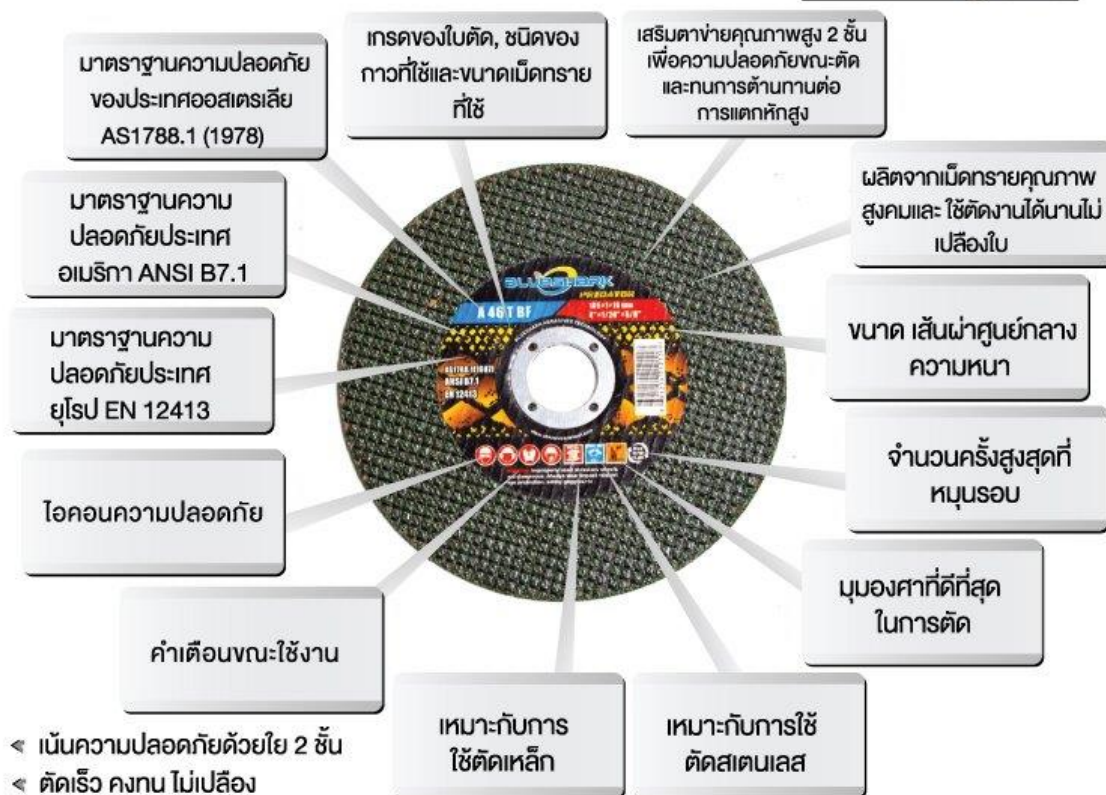 มาตราฐานความปลอดภัย
ของประเทศออสเตรเลีย
AS1788.1 (1978)
เกรดของใบตัด, ชนิดของ
กาวที่ใช้และขนาดเม็ดทราย
ที่ใช้
เสริมตาข่ายคุณภาพสูง 2 ชั้น
เพื่อความปลอดภัยขณะตัด
และทนการต้านทานต่อ
การแตกหักสูง
มาตราฐานความ
ปลอดภัยประเทศ
อเมริกา ANSI B7.1
ผลิตจากเม็ดทรายคุณภาพ
สูงคมและ ใช้ตัดงานได้นานไม่
เปลืองใบ
มาตราฐานความ
ปลอดภัยประเทศ
ยุโรป EN 12413
ขนาด เส้นผ่าศูนย์กลาง
ความหนา
BLUESHARK
PREDATOR
A 46 T BF
ANSI B7.1
EN 12413
ไอคอนความปลอดภัย
จำนวนครั้งสูงสุดที่
หมุนรอบ
คำเตือนขณะใช้งาน
มุมองศาที่ดีที่สุด
ในการตัด
เหมาะกับการ
ใช้ตัดเหล็ก
เหมาะกับการใช้
ตัดสเตนเลส
เน้นความปลอดภัยด้วยใย 2 ชั้น
ตัดเร็ว คงทน ไม่เปลือง